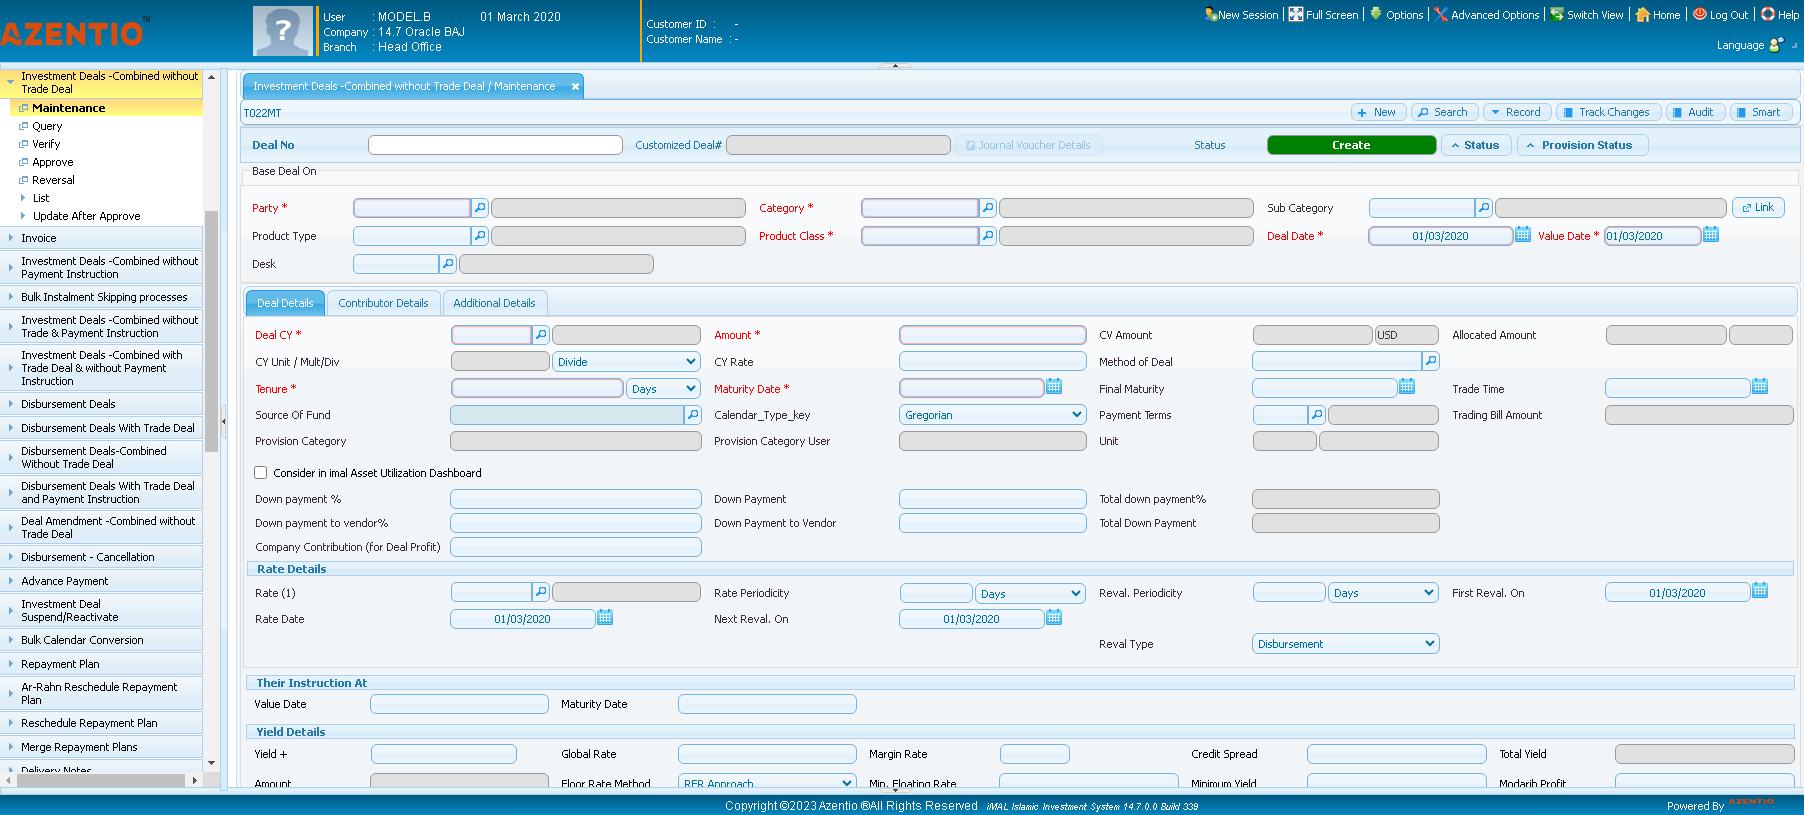 AZENTIO™
User : MODEL.B 01 March 2020
Company : 14.7 Oracle BAJ
Branch : Head Office
Customer ID : -
Customer Name : -
New Session Full Screen Options Advanced Options Switch View Home Log Out Help
Language
Investment Deals -Combined without Trade Deal
Maintenance
Query
Verify
Approve
Reversal
List
Update After Approve
Invoice
Investment Deals -Combined without Payment Instruction
Bulk Instalment Skipping processes
Investment Deals -Combined without Trade & Payment Instruction
Investment Deals -Combined with Trade Deal & without Payment Instruction
Disbursement Deals
Disbursement Deals With Trade Deal
Disbursement Deals-Combined Without Trade Deal
Disbursement Deals With Trade Deal and Payment Instruction
Deal Amendment -Combined without Trade Deal
Disbursement - Cancellation
Advance Payment
Investment Deal Suspend/Reactivate
Bulk Calendar Conversion
Repayment Plan
Ar-Rahn Reschedule Repayment Plan
Reschedule Repayment Plan
Merge Repayment Plans
Delivery Notes
Investment Deals -Combined without Trade Deal / Maintenance
T022MT New Search Record Track Changes Audit Smart
Deal No Customized Deal# Journal Voucher Details Status Create Status Provision Status
Base Deal On
Party * Category * Sub Category Link
Product Type Product Class * Deal Date * 01/03/2020 Value Date * 01/03/2020
Desk
Deal Details Contributor Details Additional Details
Deal CY * Amount * CV Amount USD Allocated Amount
CY Unit / Mult/Div Divide CY Rate Method of Deal
Tenure * Days Maturity Date * Final Maturity Trade Time
Source Of Fund Calendar_Type_key Gregorian Payment Terms Trading Bill Amount
Provision Category Provision Category User Unit
Consider in imal Asset Utilization Dashboard
Down payment % Down Payment Total down payment%
Down payment to vendor% Down Payment to Vendor Total Down Payment
Company Contribution (for Deal Profit)
Rate Details
Rate (1) Rate Periodicity Days Reval. Periodicity Days First Reval. On 01/03/2020
Rate Date 01/03/2020 Next Reval. On 01/03/2020
Reval Type Disbursement
Their Instruction At
Value Date Maturity Date
Yield Details
Yield + Global Rate Margin Rate Credit Spread Total Yield
Amount Floor Rate Method RFR Approach Min. Floating Rate Minimum Yield Modarib Profit
Copyright ©2023 Azentio ®All Rights Reserved iMAL Islamic Investment System 14.7.0.0 Build 339
Powered By AZENTIO